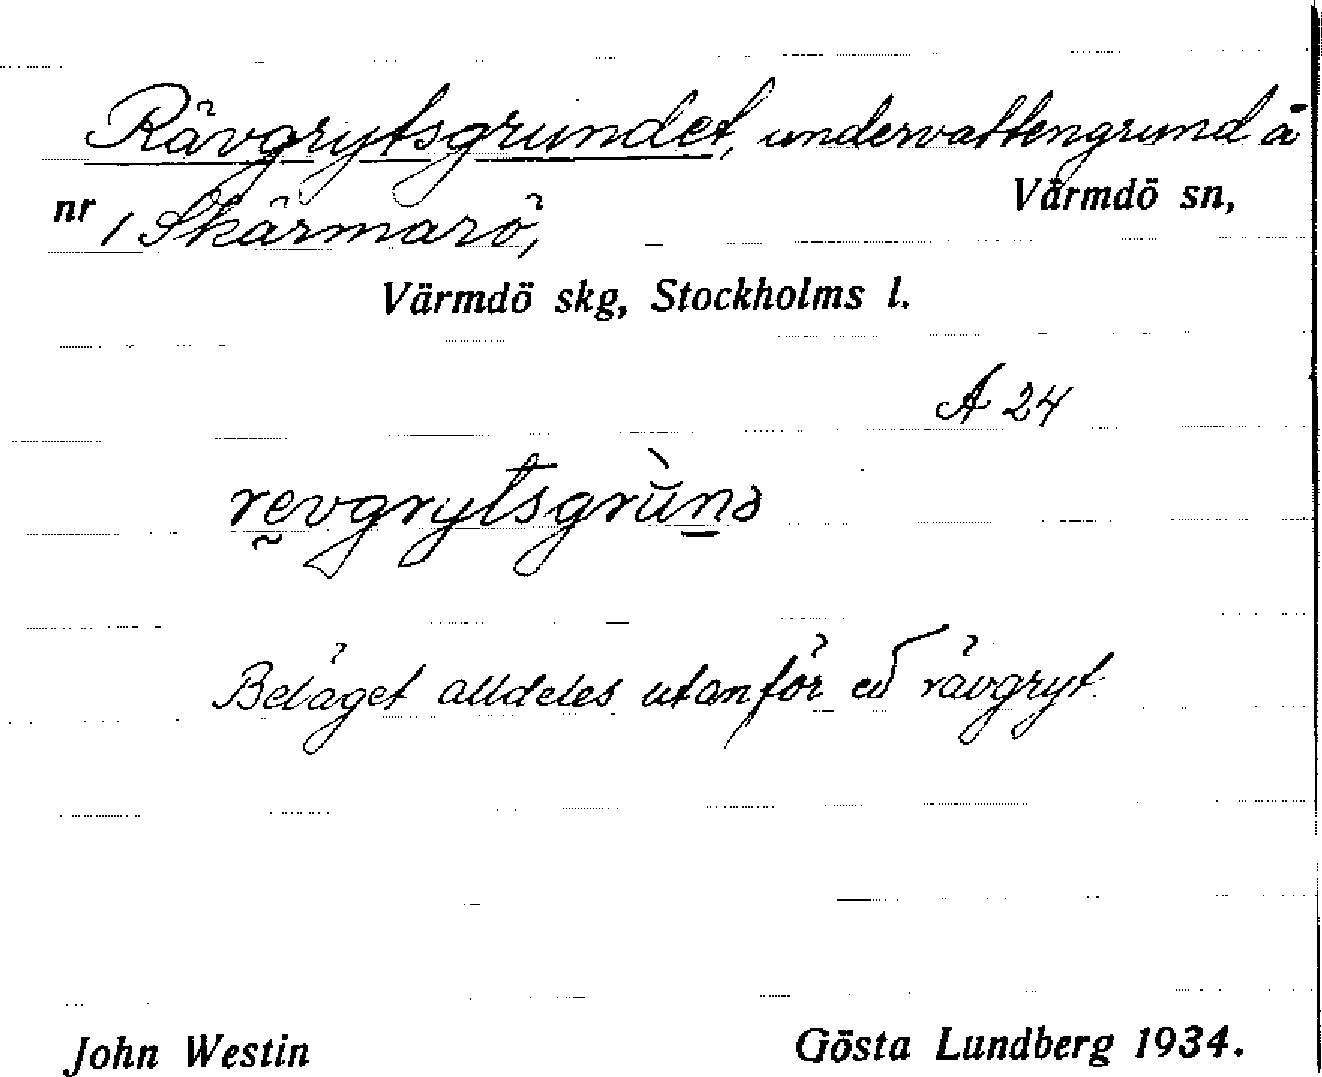 Rävgrytsgrundet, undervattengrund å
nr 1 Skärmarö, Värmdö sn,
Värmdö skg, Stockholms l.
A 24
revgrytsgrùnd
Beläget alldeles utanför ett rävgryt.
John Westin Gösta Lundberg 1934.